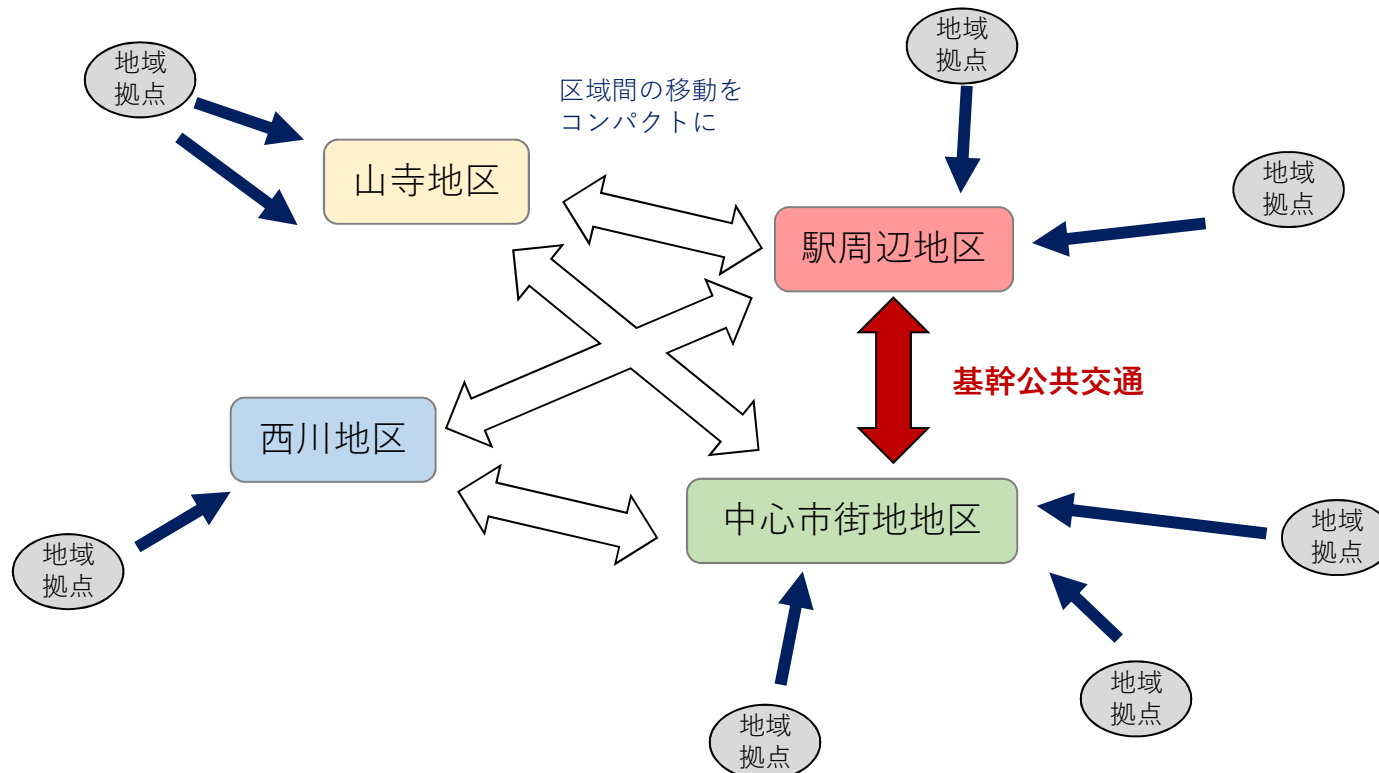 地域
拠点
地域
拠点
区域間の移動を
コンパクトに
山寺地区
地域
拠点
駅周辺地区
基幹公共交通
西川地区
中心市街地地区
地域
拠点
地域
拠点
地域
拠点
地域
拠点